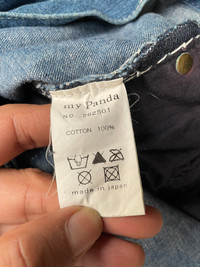 my Panda
NO. 962501
COTTON 100%
made in japan